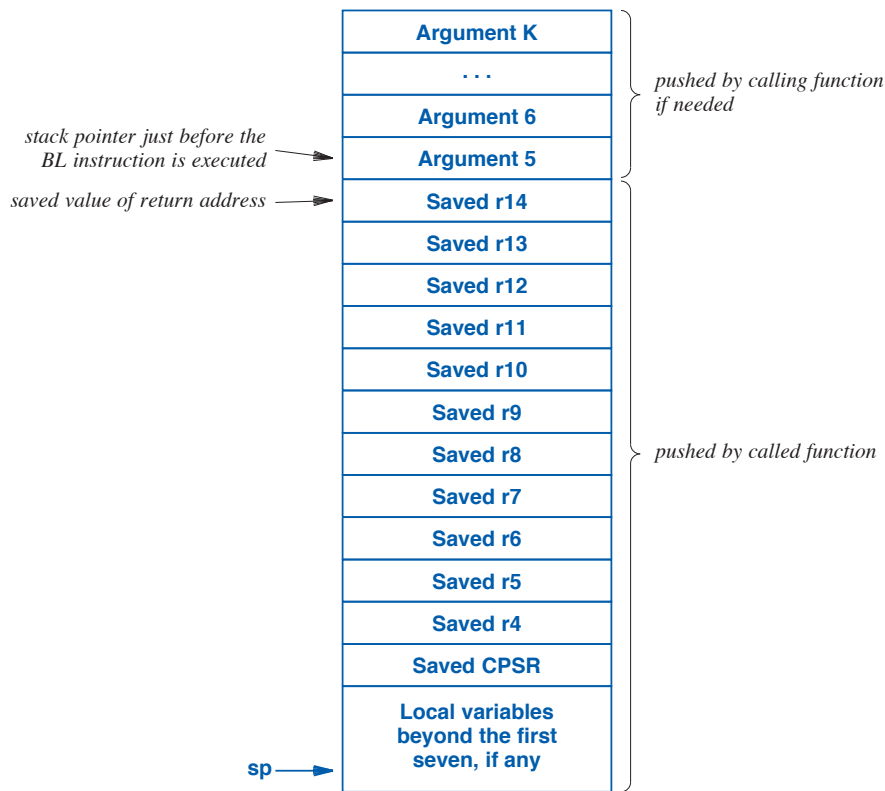 Argument K
. . .
pushed by calling function
if needed
Argument 6
stack pointer just before the
BL instruction is executed
Argument 5
saved value of return address
Saved r14
Saved r13
Saved r12
Saved r11
Saved r10
Saved r9
Saved r8
pushed by called function
Saved r7
Saved r6
Saved r5
Saved r4
Saved CPSR
Local variables
beyond the first
seven, if any
sp